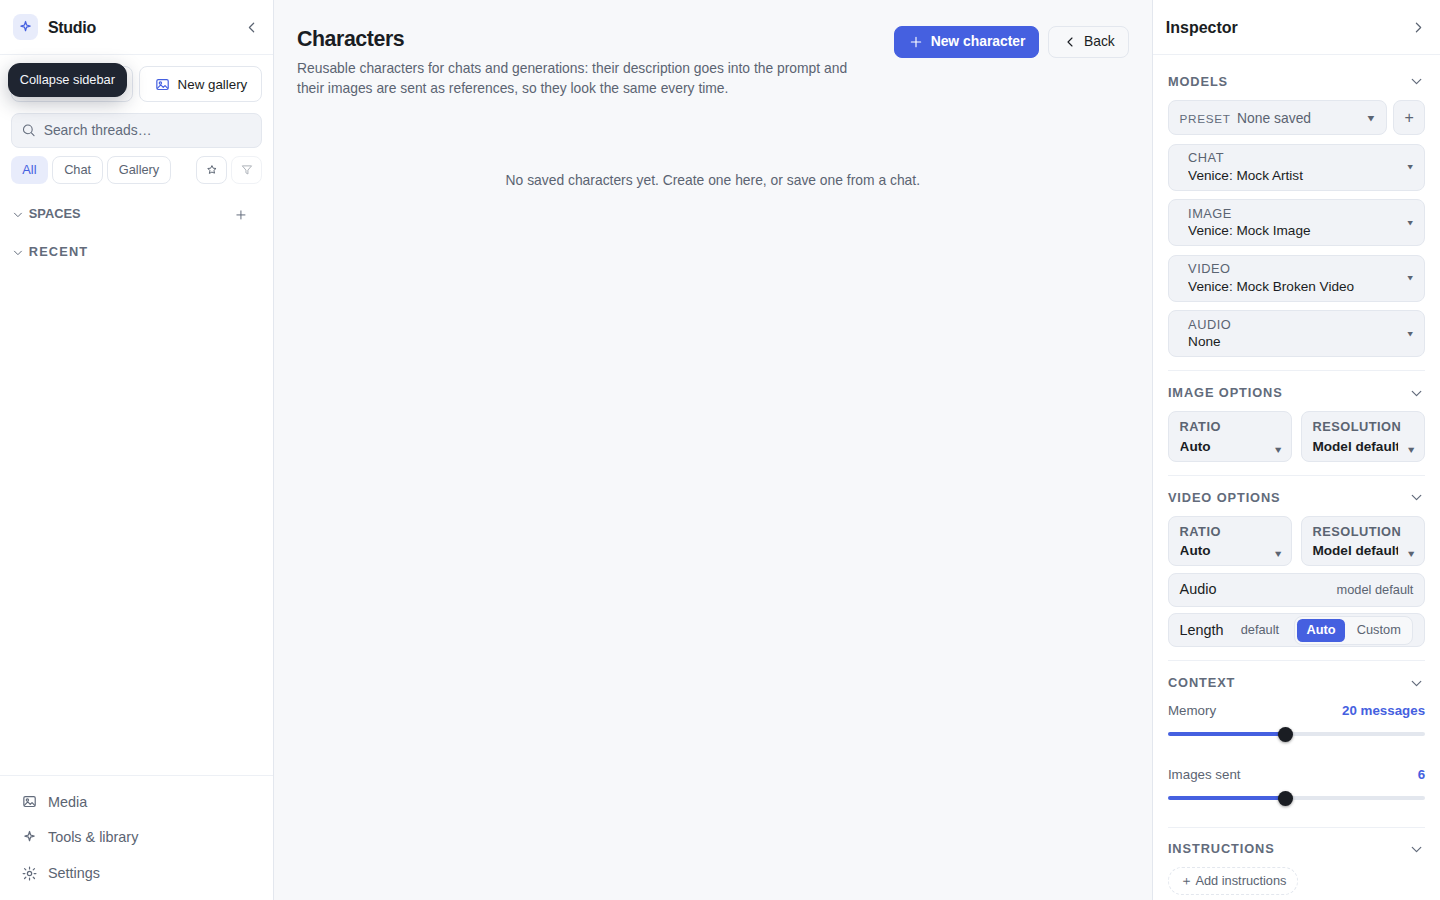 Studio
Collapse sidebar
New gallery
Search threads…
All
Chat
Gallery
SPACES
RECENT
Media
Tools & library
Settings
Characters
Reusable characters for chats and generations: their description goes into the prompt and
their images are sent as references, so they look the same every time.
New character
Back
No saved characters yet. Create one here, or save one from a chat.
Inspector
MODELS
PRESET None saved
+
CHAT
Venice: Mock Artist
IMAGE
Venice: Mock Image
VIDEO
Venice: Mock Broken Video
AUDIO
None
IMAGE OPTIONS
RATIO
Auto
RESOLUTION
Model default
VIDEO OPTIONS
RATIO
Auto
RESOLUTION
Model default
Audio model default
Length default Auto Custom
CONTEXT
Memory 20 messages
Images sent 6
INSTRUCTIONS
+ Add instructions